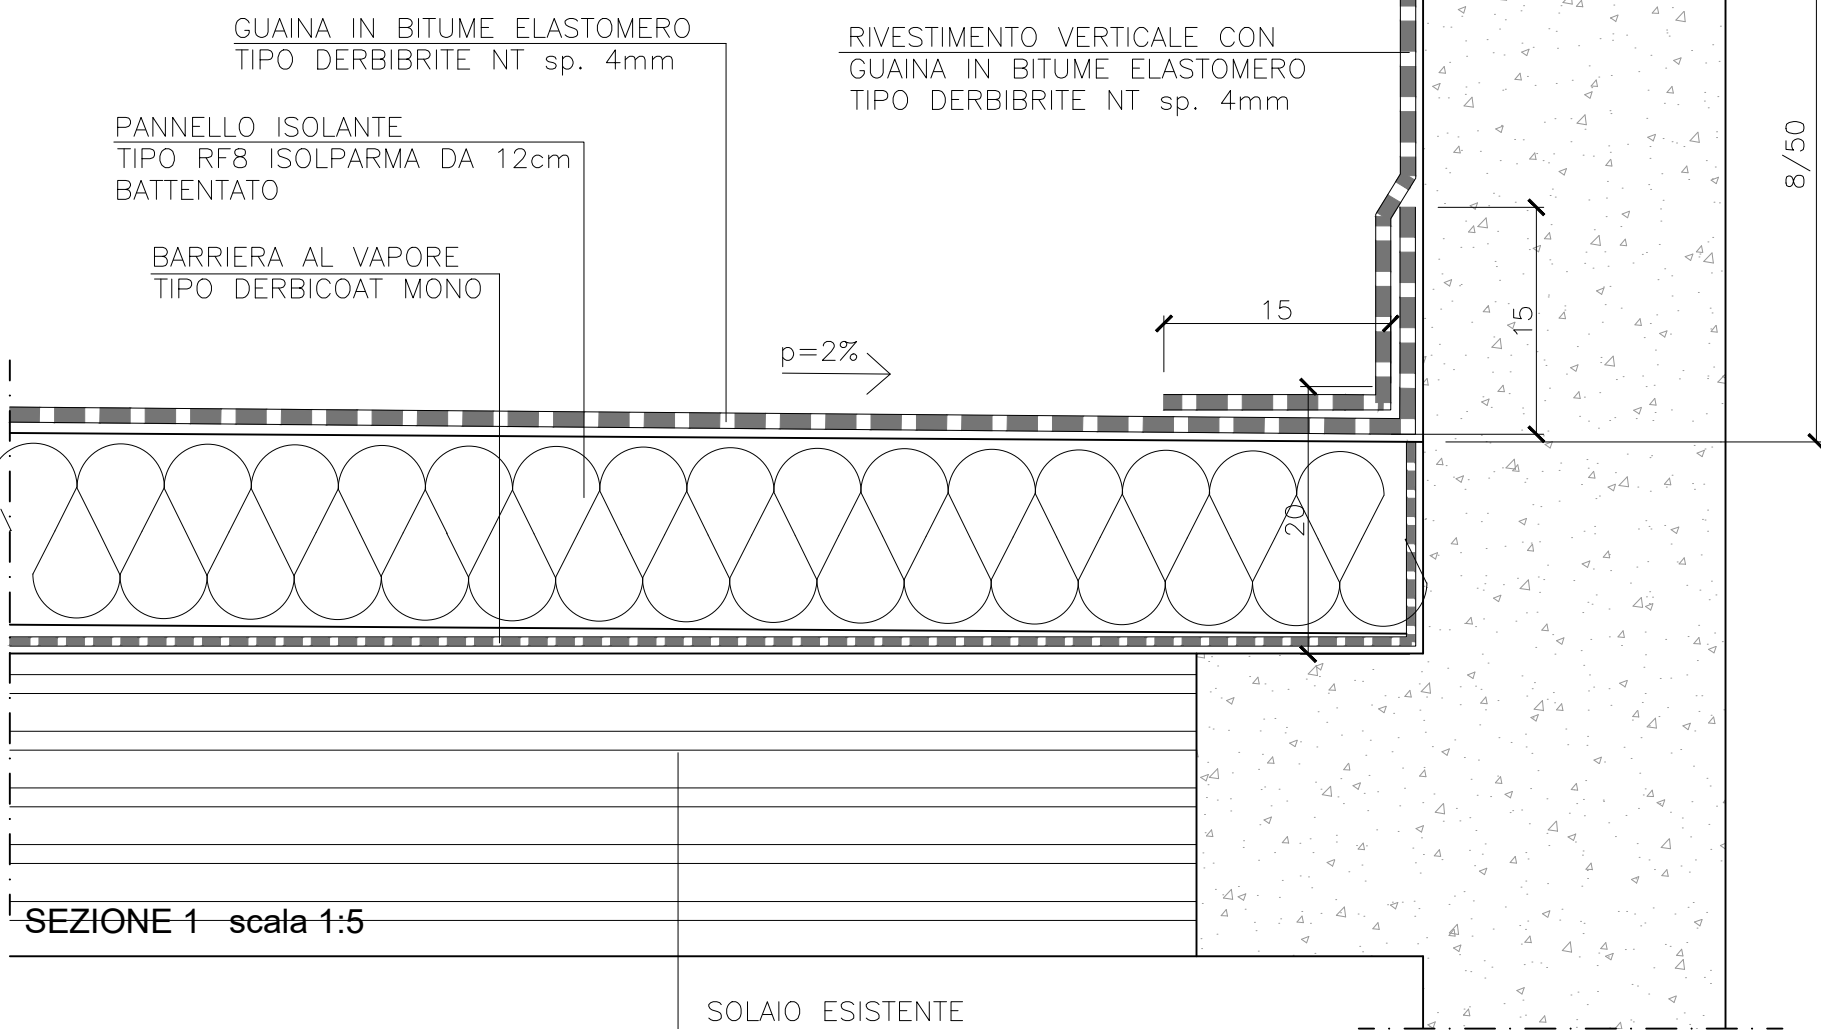 GUAINA IN BITUME ELASTOMERO
TIPO DERBIBRITE NT sp. 4mm
RIVESTIMENTO VERTICALE CON
GUAINA IN BITUME ELASTOMERO
TIPO DERBIBRITE NT sp. 4mm
PANNELLO ISOLANTE
TIPO RF8 ISOLPARMA DA 12cm
BATTENTATO
8/50
BARRIERA AL VAPORE
TIPO DERBICOAT MONO
15
15
p=2%
20
SEZIONE 1 scala 1:5
SOLAIO ESISTENTE